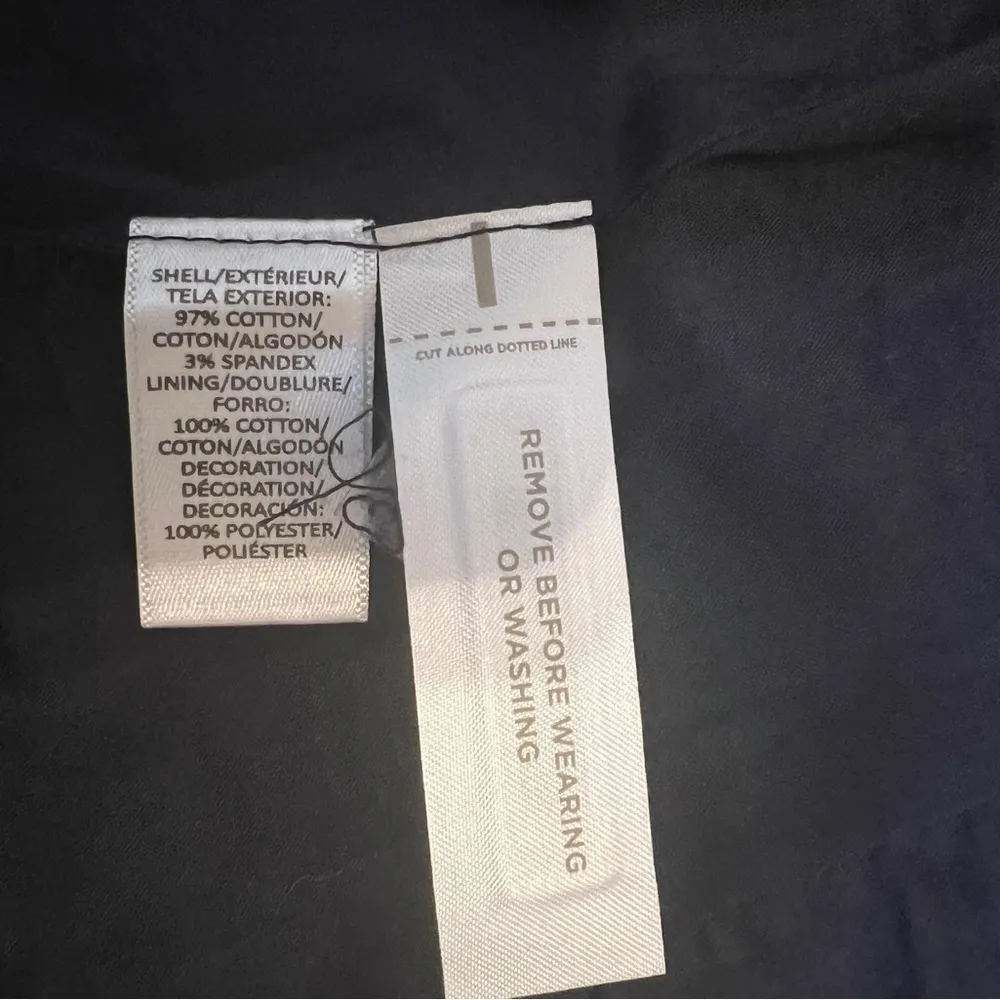 SHELL/EXTÉRIEUR/
TELA EXTERIOR:
97% COTTON/
COTON/ALGODÓN
3% SPANDEX
LINING/DOUBLURE/
FORRO:
100% COTTON/
COTON/ALGODÓN
DECORATION/
DÉCORATION/
DECORACIÓN:
100% POLYESTER/
POLIÉSTER
CUT ALONG DOTTED LINE
REMOVE BEFORE WEARING
OR WASHING